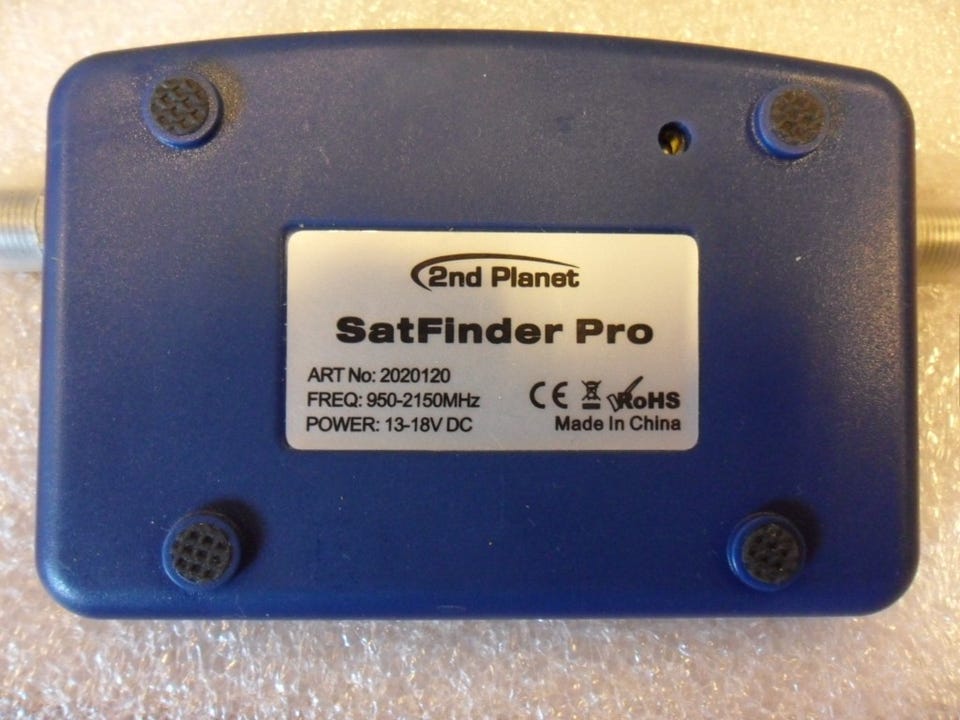 2nd Planet
SatFinder Pro
ART No: 2020120
FREQ: 950-2150MHz
POWER: 13-18V DC
CE RoHS
Made In China